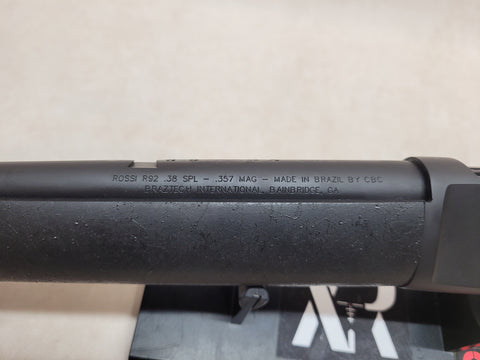 ROSSI R92 .38 SPL - .357 MAG - MADE IN BRAZIL BY CBC
BRAZTECH INTERNATIONAL, BAINBRIDGE, GA